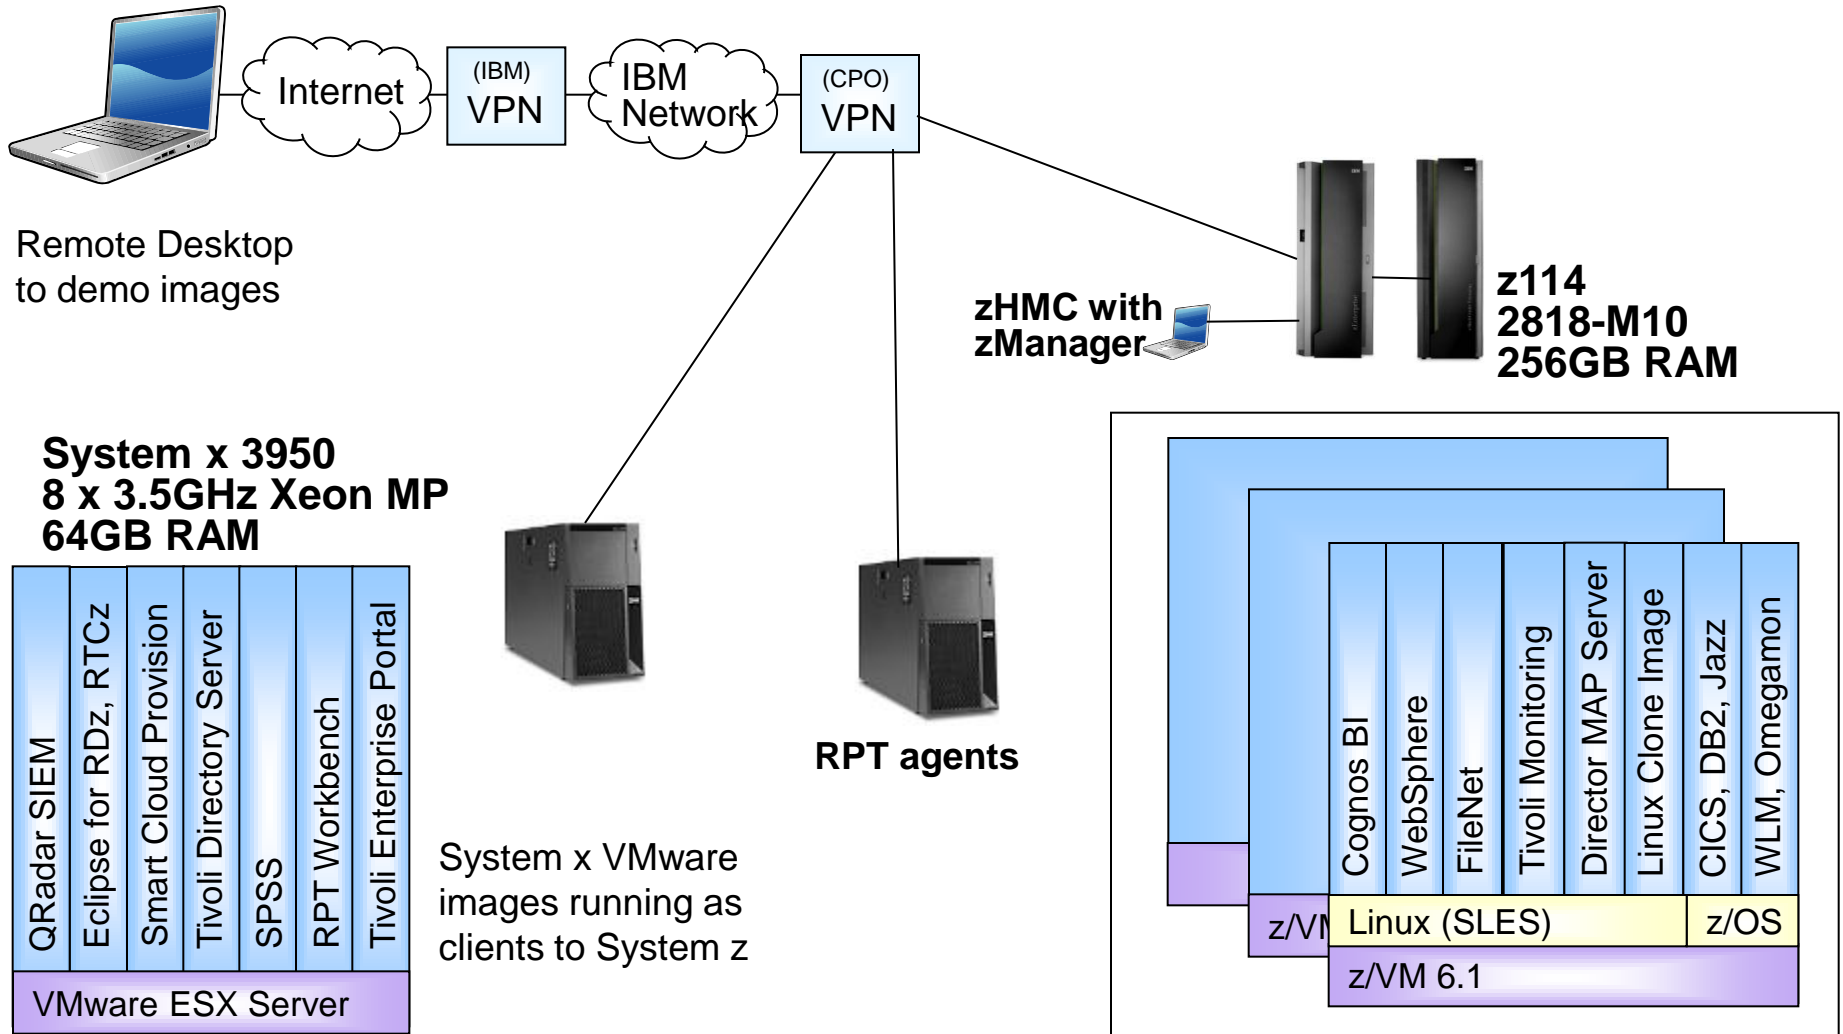 Internet
(IBM)
VPN
IBM
Network
(CPO)
VPN
Remote Desktop
to demo images
zHMC with
zManager
z114
2818-M10
256GB RAM
System x 3950
8 x 3.5GHz Xeon MP
64GB RAM
QRadar SIEM
Eclipse for RDz, RTCz
Smart Cloud Provision
Tivoli Directory Server
SPSS
RPT Workbench
Tivoli Enterprise Portal
VMware ESX Server
System x VMware
images running as
clients to System z
RPT agents
Cognos BI
WebSphere
FileNet
Tivoli Monitoring
Director MAP Server
Linux Clone Image
CICS, DB2, Jazz
WLM, Omegamon
z/VM
Linux (SLES)
z/OS
z/VM 6.1